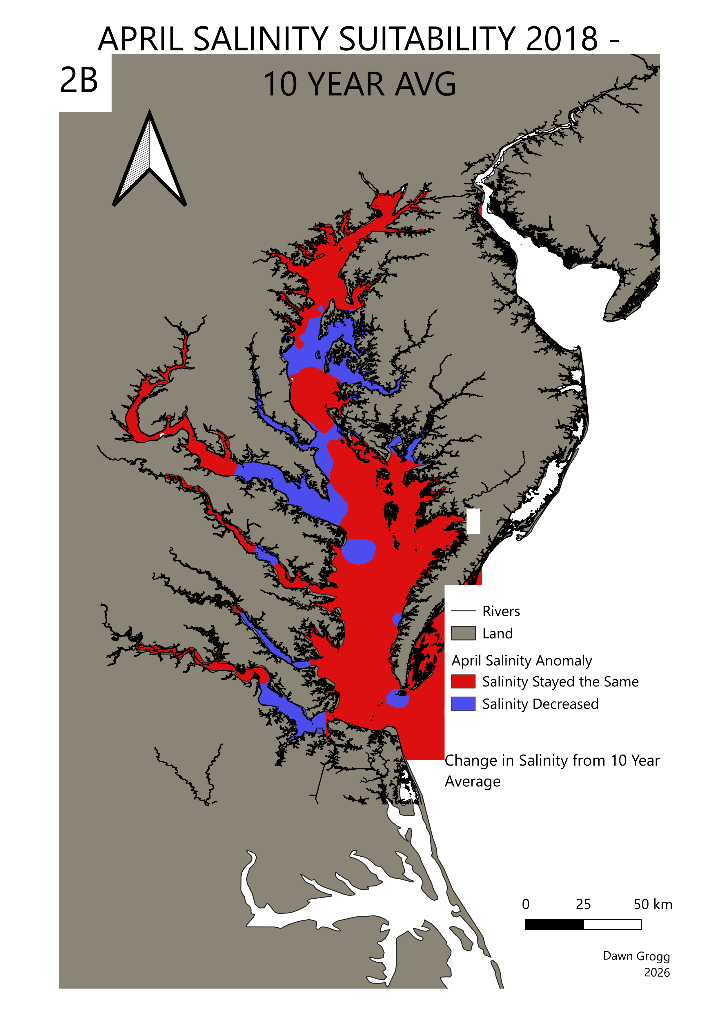 APRIL SALINITY SUITABILITY 2018 -
2B
10 YEAR AVG
Rivers
Land
April Salinity Anomaly
Salinity Stayed the Same
Salinity Decreased
Change in Salinity from 10 Year
Average
0 25 50 km
Dawn Grogg
2026